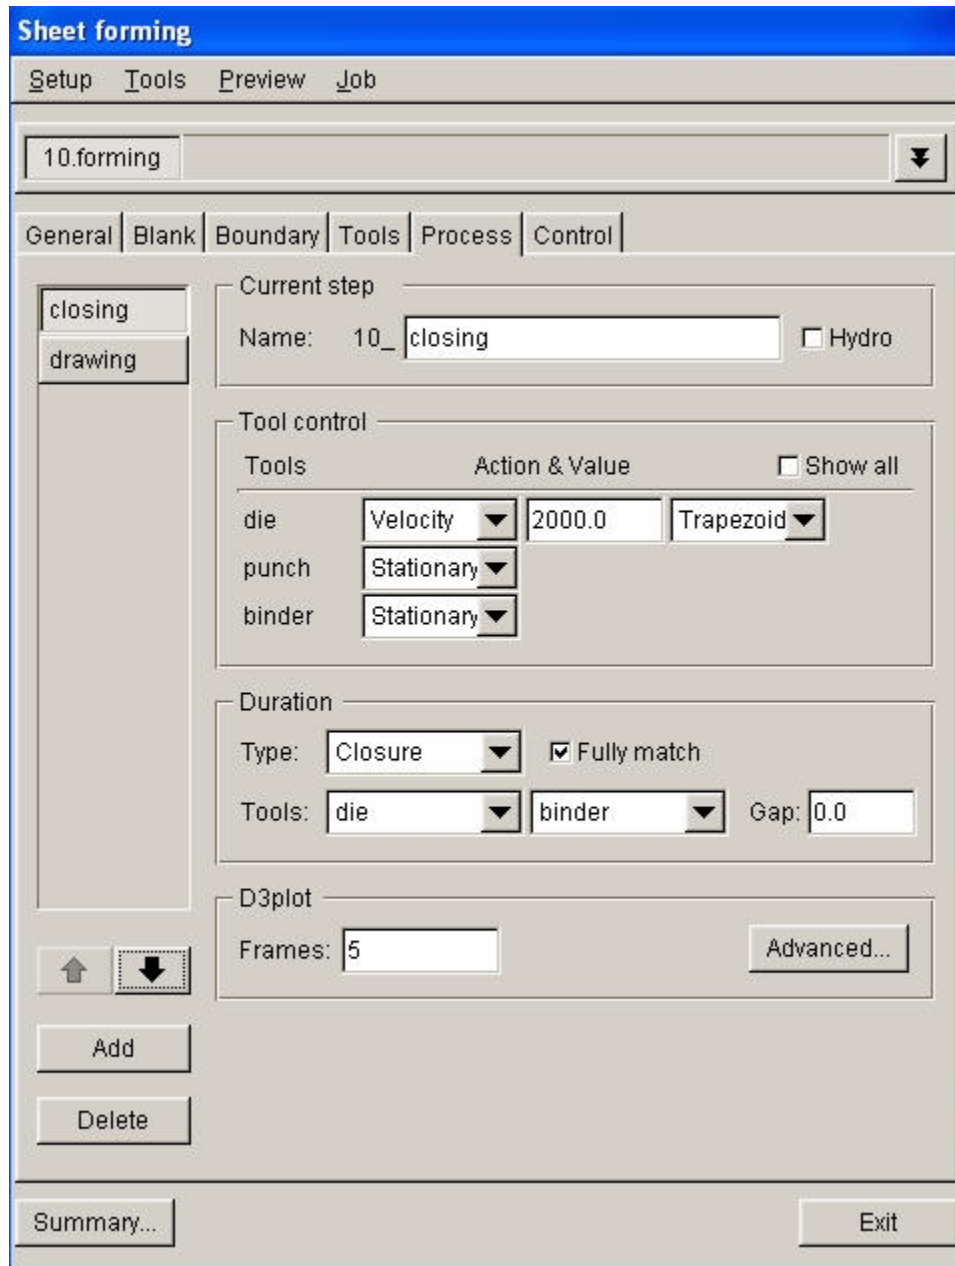 Sheet forming
Setup Tools Preview Job
10.forming
General Blank Boundary Tools Process Control
closing
drawing
Current step
Name: 10_ closing Hydro
Tool control
Tools Action & Value Show all
die Velocity 2000.0 Trapezoid
punch Stationary
binder Stationary
Duration
Type: Closure Fully match
Tools: die binder Gap: 0.0
D3plot
Frames: 5 Advanced...
Add
Delete
Summary... Exit